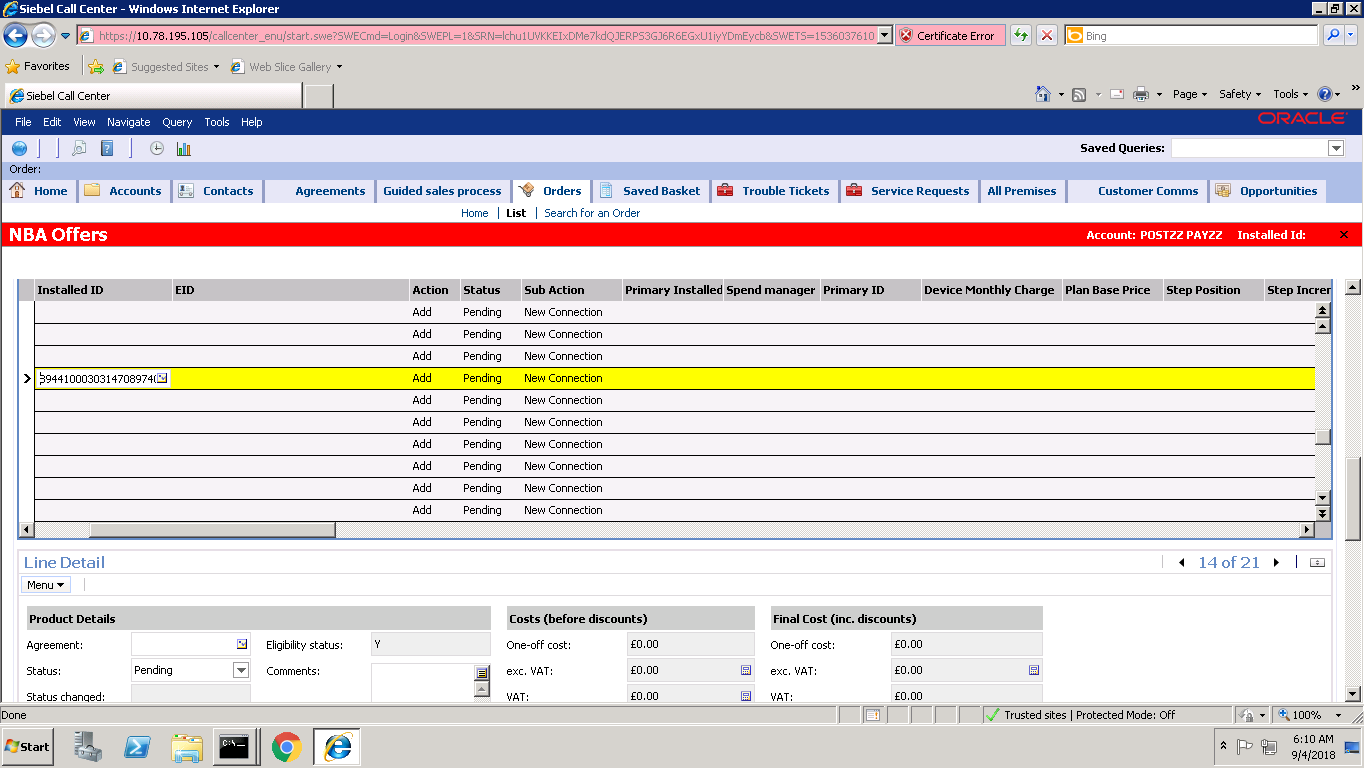 Siebel Call Center - Windows Internet Explorer
https://10.78.195.105/callcenter_enu/start.swe?SWECmd=Login&SWEPL=1&SRN=lchu1UVKKEIxDMe7kdQJERPS3GJ6R6EGxU1iyYDmEycb&SWETS=1536037610
Certificate Error
Bing
Favorites
Suggested Sites
Web Slice Gallery
Siebel Call Center
Page
Safety
Tools
File Edit View Navigate Query Tools Help
ORACLE
Saved Queries:
Order:
Home Accounts Contacts Agreements Guided sales process Orders Saved Basket Trouble Tickets Service Requests All Premises Customer Comms Opportunities
Home | List | Search for an Order
NBA Offers
Account: POSTZZ PAYZZ Installed Id:
Installed ID EID Action Status Sub Action Primary Installed Spend manager Primary ID Device Monthly Charge Plan Base Price Step Position Step Increr
Add Pending New Connection
Add Pending New Connection
Add Pending New Connection
Add Pending New Connection
Add Pending New Connection
Add Pending New Connection
Add Pending New Connection
Add Pending New Connection
Add Pending New Connection
Add Pending New Connection
Line Detail
14 of 21
Menu
Product Details Costs (before discounts) Final Cost (inc. discounts)
Agreement: Eligibility status: Y One-off cost: £0.00 One-off cost: £0.00
Status: Pending Comments: exc. VAT: £0.00 exc. VAT: £0.00
Status changed: VAT: £0.00 VAT: £0.00
Done
Trusted sites | Protected Mode: Off
100%
Start
C:\
6:10 AM
9/4/2018